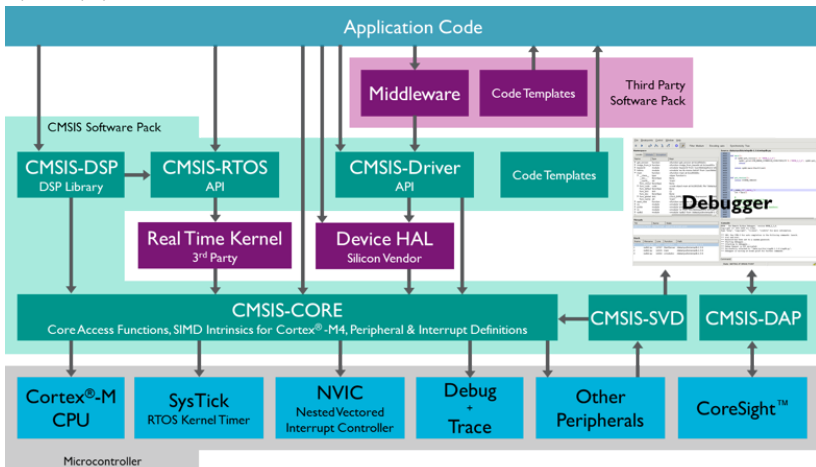 Application Code
Middleware
Code Templates
Third Party
Software Pack
CMSIS Software Pack
CMSIS-DSP
DSP Library
CMSIS-RTOS
API
CMSIS-Driver
API
Code Templates
Debugger
Real Time Kernel
3rd Party
Device HAL
Silicon Vendor
CMSIS-CORE
Core Access Functions, SIMD Intrinsics for Cortex®-M4, Peripheral & Interrupt Definitions
CMSIS-SVD
CMSIS-DAP
Cortex®-M
CPU
SysTick
RTOS Kernel Timer
NVIC
Nested Vectored
Interrupt Controller
Debug
+
Trace
Other
Peripherals
CoreSight™
Microcontroller